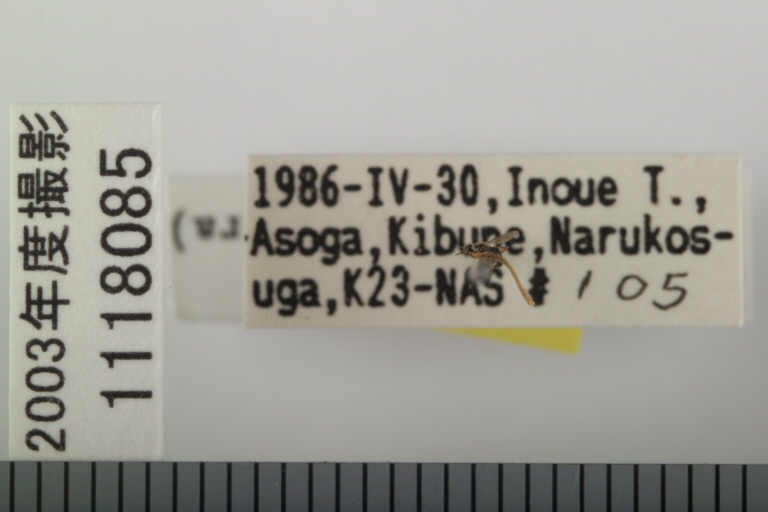 2003年度撮影
1118085
1986-IV-30,Inoue T.,
Asoga,Kibune,Narukos-
uga,K23-NAS # 105